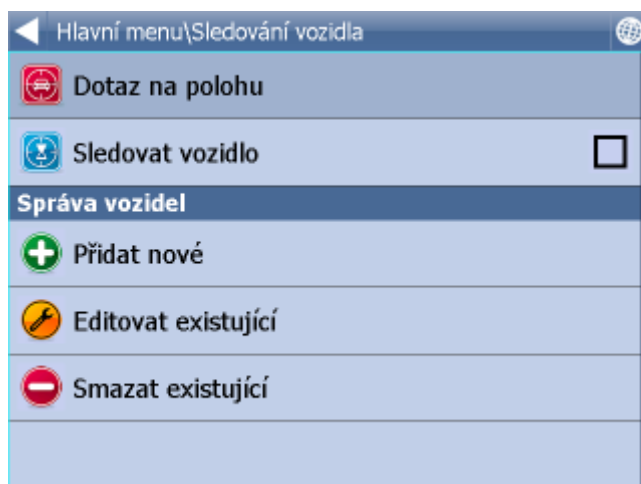 Hlavní menu\Sledování vozidla
Dotaz na polohu
Sledovat vozidlo
Správa vozidel
Přidat nové
Editovat existující
Smazat existující